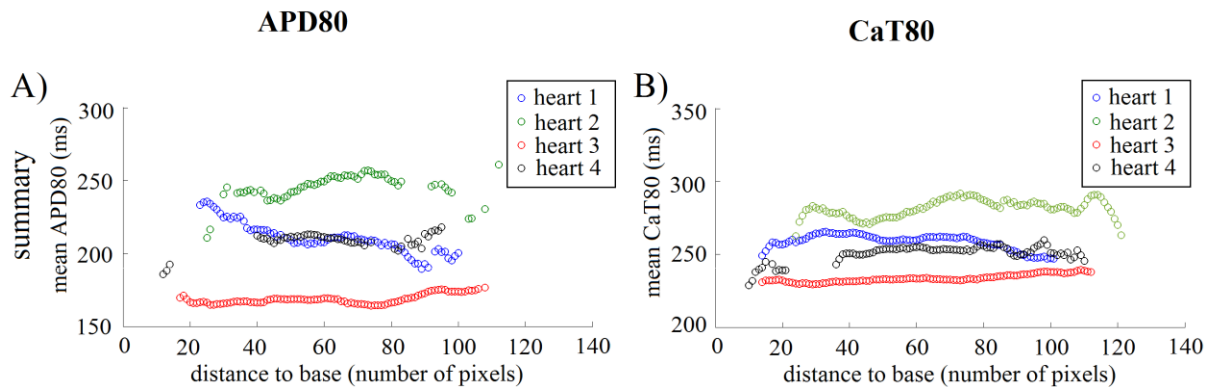 APD80
CaT80
summary
A)
mean APD80 (ms)
300
250
200
150
0 20 40 60 80 100 120 140
distance to base (number of pixels)
heart 1
heart 2
heart 3
heart 4
B)
mean CaT80 (ms)
350
300
250
200
0 20 40 60 80 100 120 140
distance to base (number of pixels)
heart 1
heart 2
heart 3
heart 4